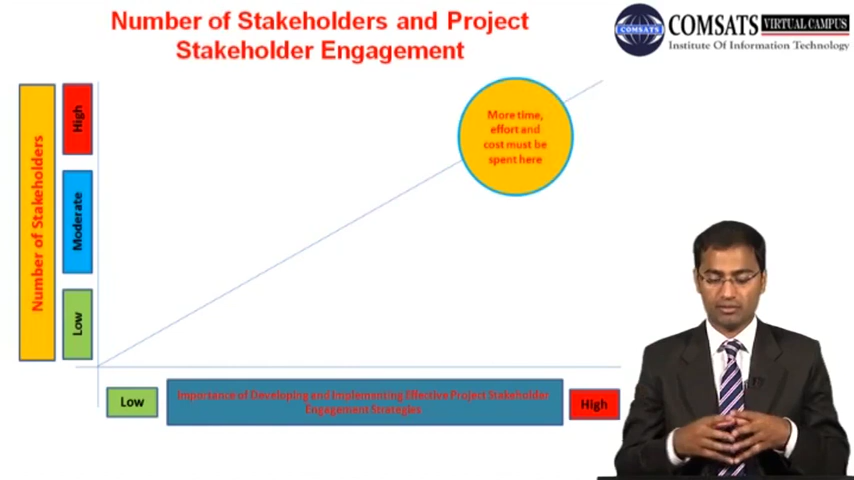 Number of Stakeholders and Project
Stakeholder Engagement
COMSATS
COMSATS VIRTUAL CAMPUS
Institute Of Information Technology
Number of Stakeholders
High
Moderate
Low
More time,
effort and
cost must be
spent here
Low
Importance of Developing and Implementing Effective Project Stakeholder
Engagement Strategies
High